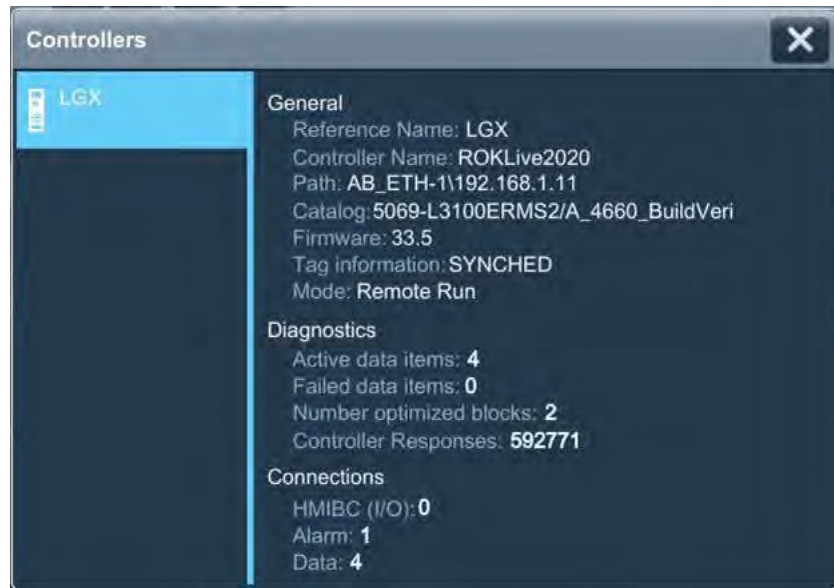 Controllers
LGX
General
Reference Name: LGX
Controller Name: ROKLive2020
Path: AB_ETH-1\192.168.1.11
Catalog:5069-L3100ERMS2/A_4660_BuildVeri
Firmware: 33.5
Tag information: SYNCHED
Mode: Remote Run
Diagnostics
Active data items: 4
Failed data items: 0
Number optimized blocks: 2
Controller Responses: 592771
Connections
HMIBC (I/O): 0
Alarm: 1
Data: 4